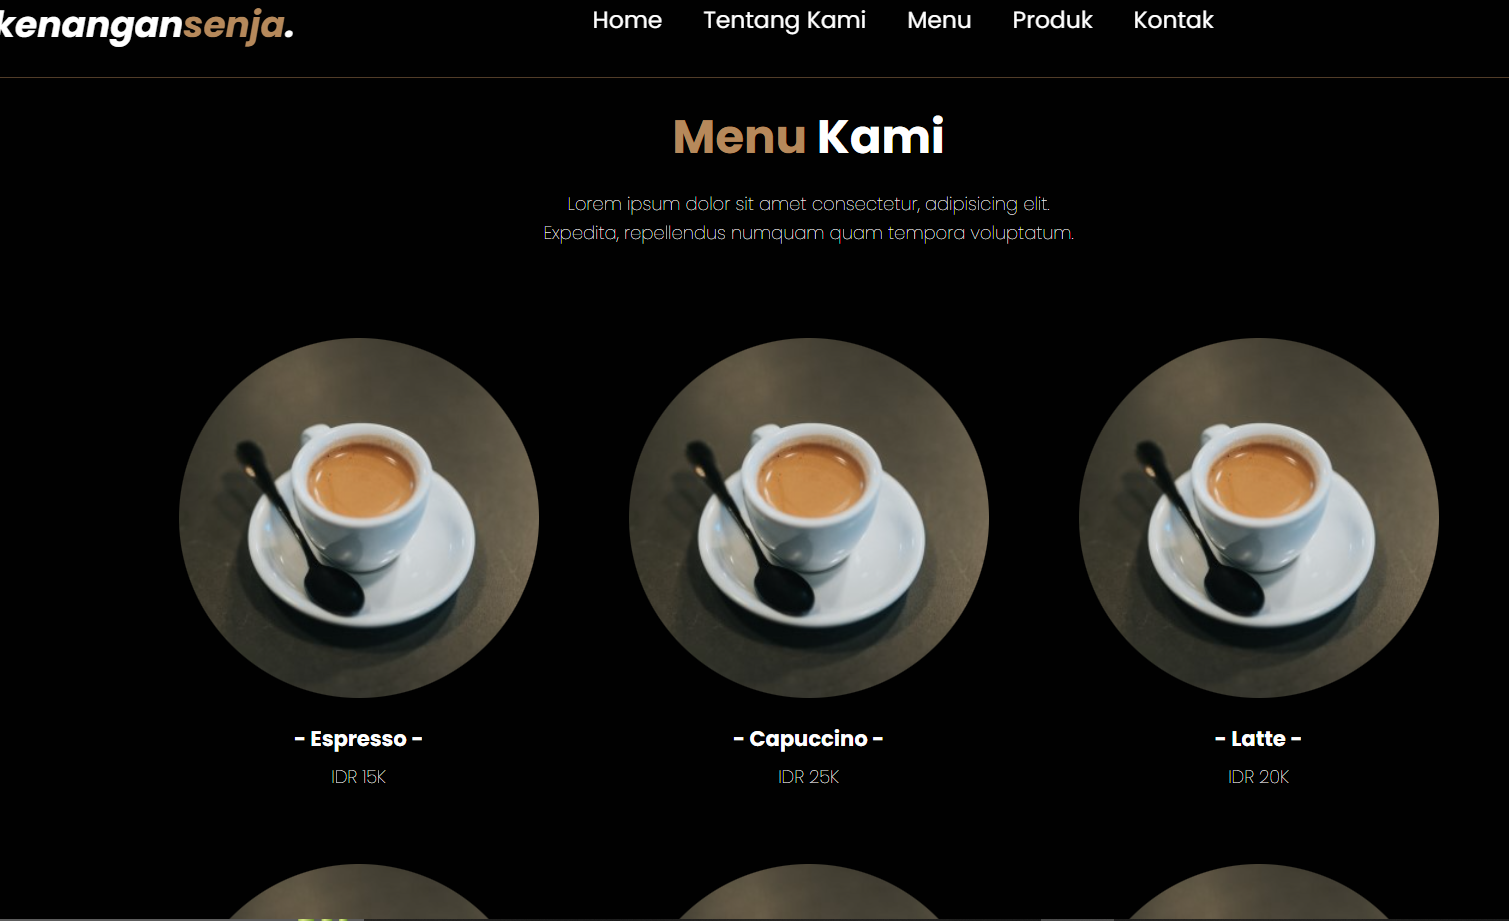 kenangansenja.
Home Tentang Kami Menu Produk Kontak
Menu Kami
Lorem ipsum dolor sit amet consectetur, adipisicing elit.
Expedita, repellendus numquam quam tempora voluptatum.
- Espresso -
IDR 15K
- Capuccino -
IDR 25K
- Latte -
IDR 20K